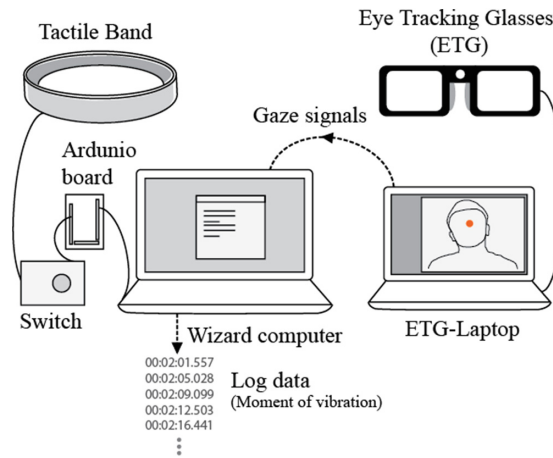 Tactile Band
Eye Tracking Glasses
(ETG)
Gaze signals
Ardunio
board
Switch
Wizard computer
ETG-Laptop
00:02:01.557
00:02:05.028
00:02:09.099
00:02:12.503
00:02:16.441
Log data
(Moment of vibration)